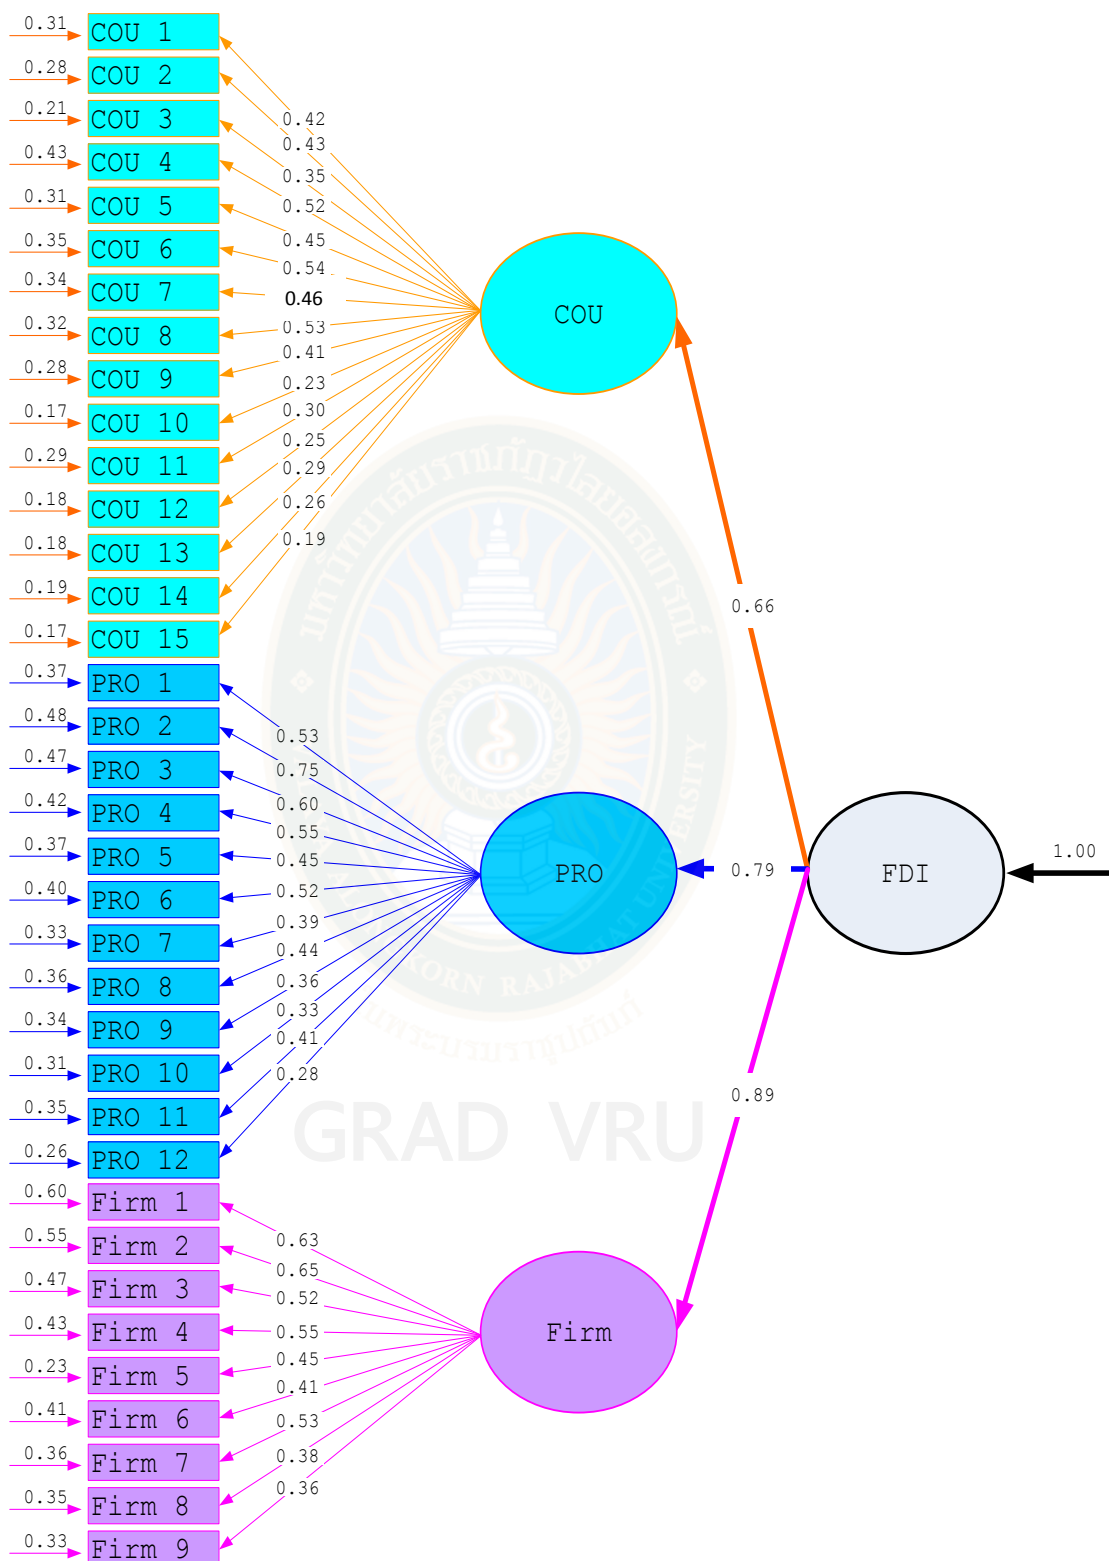 0.31 COU 1
0.28 COU 2
0.21 COU 3
0.43 COU 4
0.31 COU 5
0.35 COU 6
0.34 COU 7
0.32 COU 8
0.28 COU 9
0.17 COU 10
0.29 COU 11
0.18 COU 12
0.18 COU 13
0.19 COU 14
0.17 COU 15
0.42
0.43
0.35
0.52
0.45
0.54
0.46
0.53
0.41
0.23
0.30
0.25
0.29
0.26
0.19
COU
0.66
0.37 PRO 1
0.48 PRO 2
0.47 PRO 3
0.42 PRO 4
0.37 PRO 5
0.40 PRO 6
0.33 PRO 7
0.36 PRO 8
0.34 PRO 9
0.31 PRO 10
0.35 PRO 11
0.26 PRO 12
0.53
0.75
0.60
0.55
0.45
0.52
0.39
0.44
0.36
0.33
0.41
0.28
PRO
0.79
FDI
1.00
0.89
0.60 Firm 1
0.55 Firm 2
0.47 Firm 3
0.43 Firm 4
0.23 Firm 5
0.41 Firm 6
0.36 Firm 7
0.35 Firm 8
0.33 Firm 9
0.63
0.65
0.52
0.55
0.45
0.41
0.53
0.38
0.36
Firm
GRAD VRU